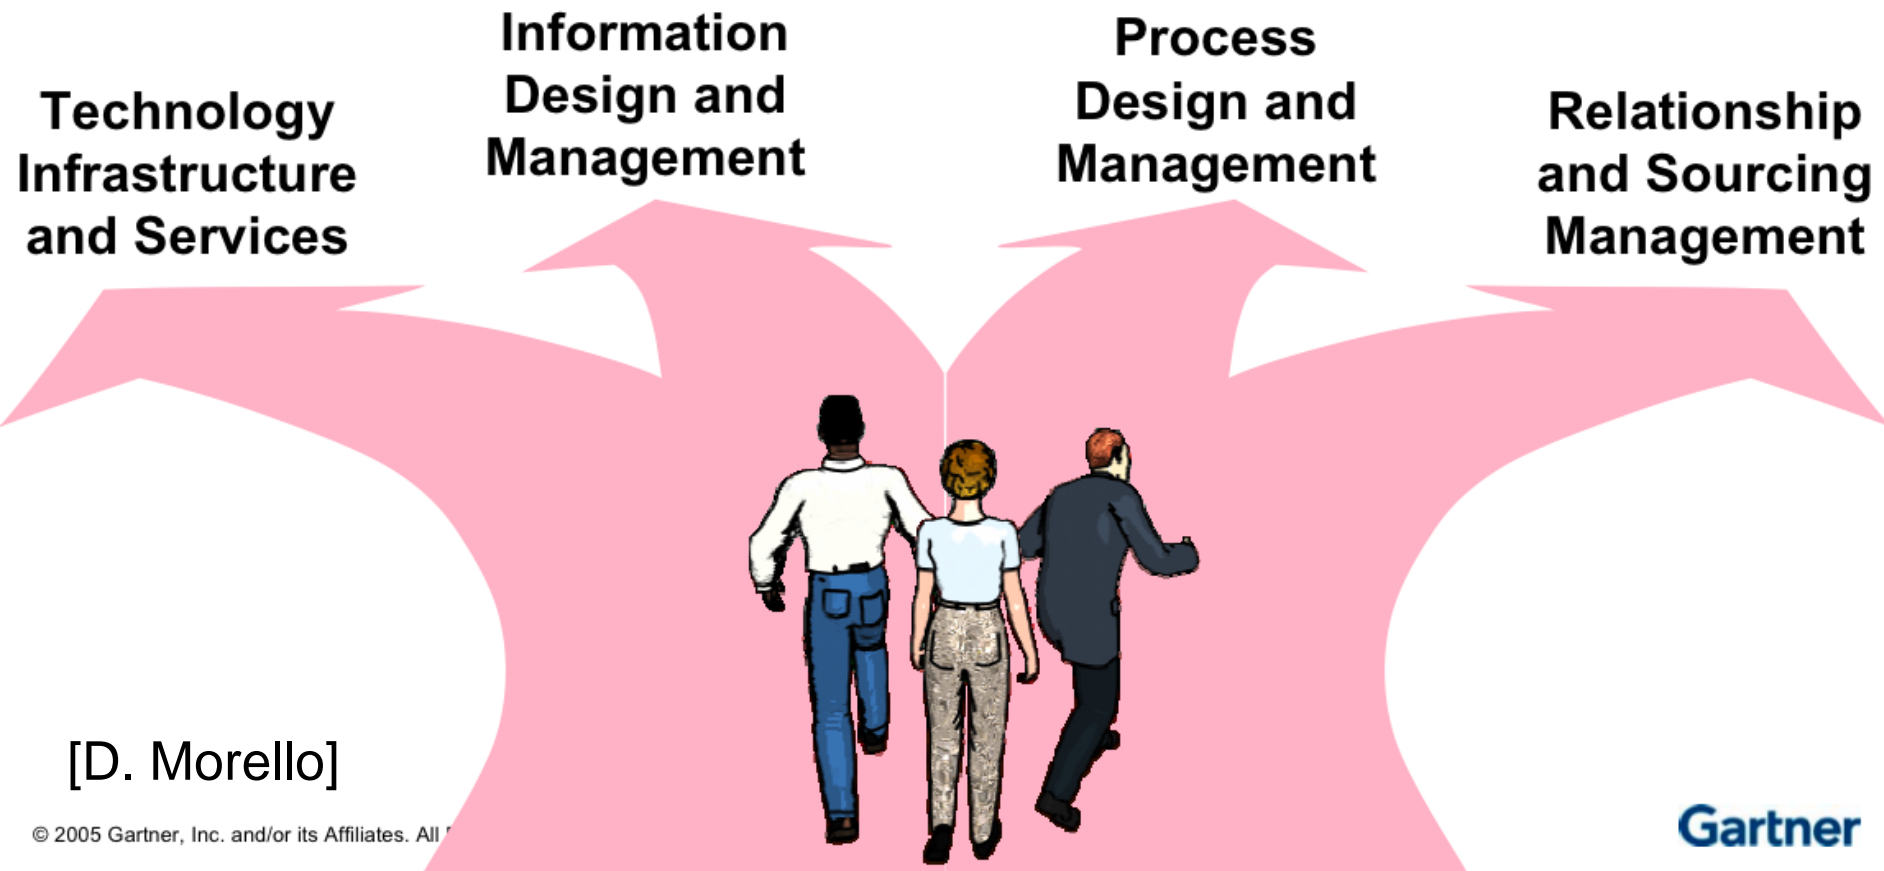 Technology
Infrastructure
and Services
Information
Design and
Management
Process
Design and
Management
Relationship
and Sourcing
Management
[D. Morello]
© 2005 Gartner, Inc. and/or its Affiliates. All
Gartner